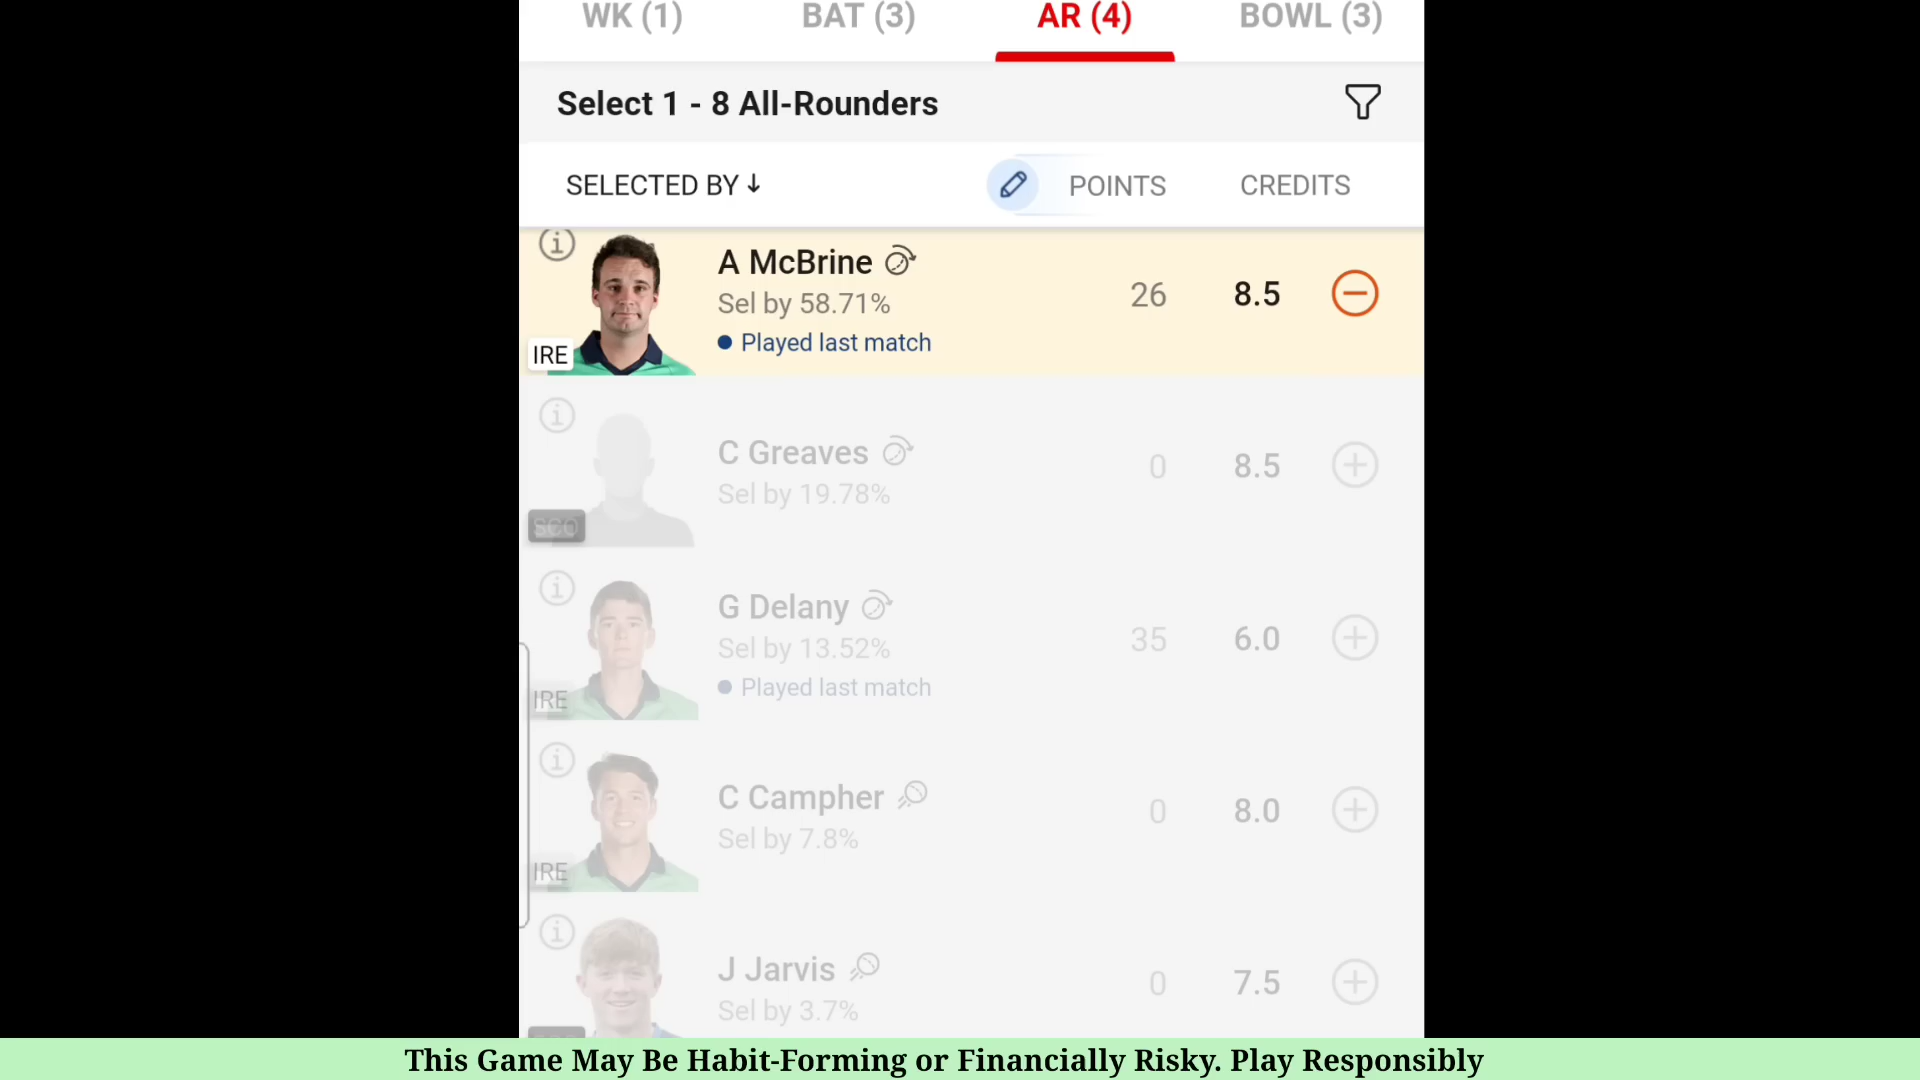 WK (1) BAT (3) AR (4) BOWL (3)
Select 1 - 8 All-Rounders
SELECTED BY ↓ POINTS CREDITS
A McBrine
Sel by 58.71% 26 8.5
Played last match
IRE
C Greaves
Sel by 19.78% 0 8.5
SCO
G Delany
Sel by 13.52% 35 6.0
Played last match
IRE
C Campher
Sel by 7.8% 0 8.0
IRE
J Jarvis
Sel by 3.7% 0 7.5
This Game May Be Habit-Forming or Financially Risky. Play Responsibly